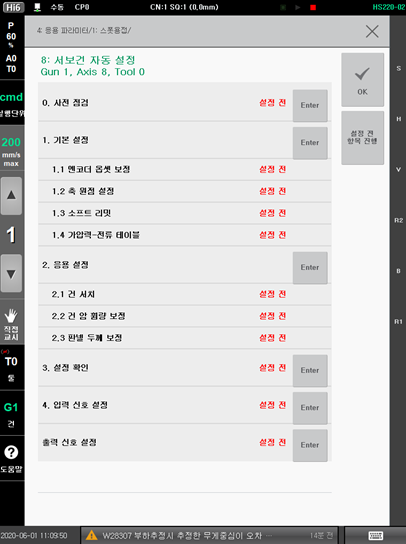 Hi6 수동 CP0 CN:1 SQ:1 (0,0mm) HS220-02
P
60
%
A0
T0
cmd
실행단위
200
mm/s
max
1
직접
교시
T0
툴
G1
건
?
도움말
4: 응용 파라미터/1: 스폿용접/
8: 서보건 자동 설정
Gun 1, Axis 8, Tool 0
0. 사전 점검 설정 전 Enter
1. 기본 설정 Enter
1.1 엔코더 옵셋 보정 설정 전
1.2 축 원점 설정 설정 전
1.3 소프트 리밋 설정 전
1.4 가압력-전류 테이블 설정 전
2. 응용 설정 Enter
2.1 건 서치 설정 전
2.2 건 암 휨량 보정 설정 전
2.3 판넬 두께 보정 설정 전
3. 설정 확인 설정 전 Enter
4. 입력 신호 설정 설정 전 Enter
출력 신호 설정 설정 전 Enter
OK
설정 전
항목 진행
S
H
V
R2
B
R1
2020-06-01 11:09:50 W28307 부하추정시 추정한 무게중심이 오차 ··· 14분 전